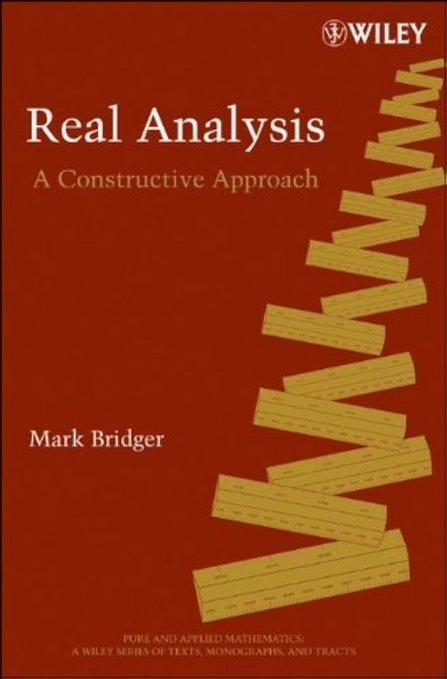 WILEY
Real Analysis
A Constructive Approach
Mark Bridger
PURE AND APPLIED MATHEMATICS:
A WILEY SERIES OF TEXTS, MONOGRAPHS, AND TRACTS